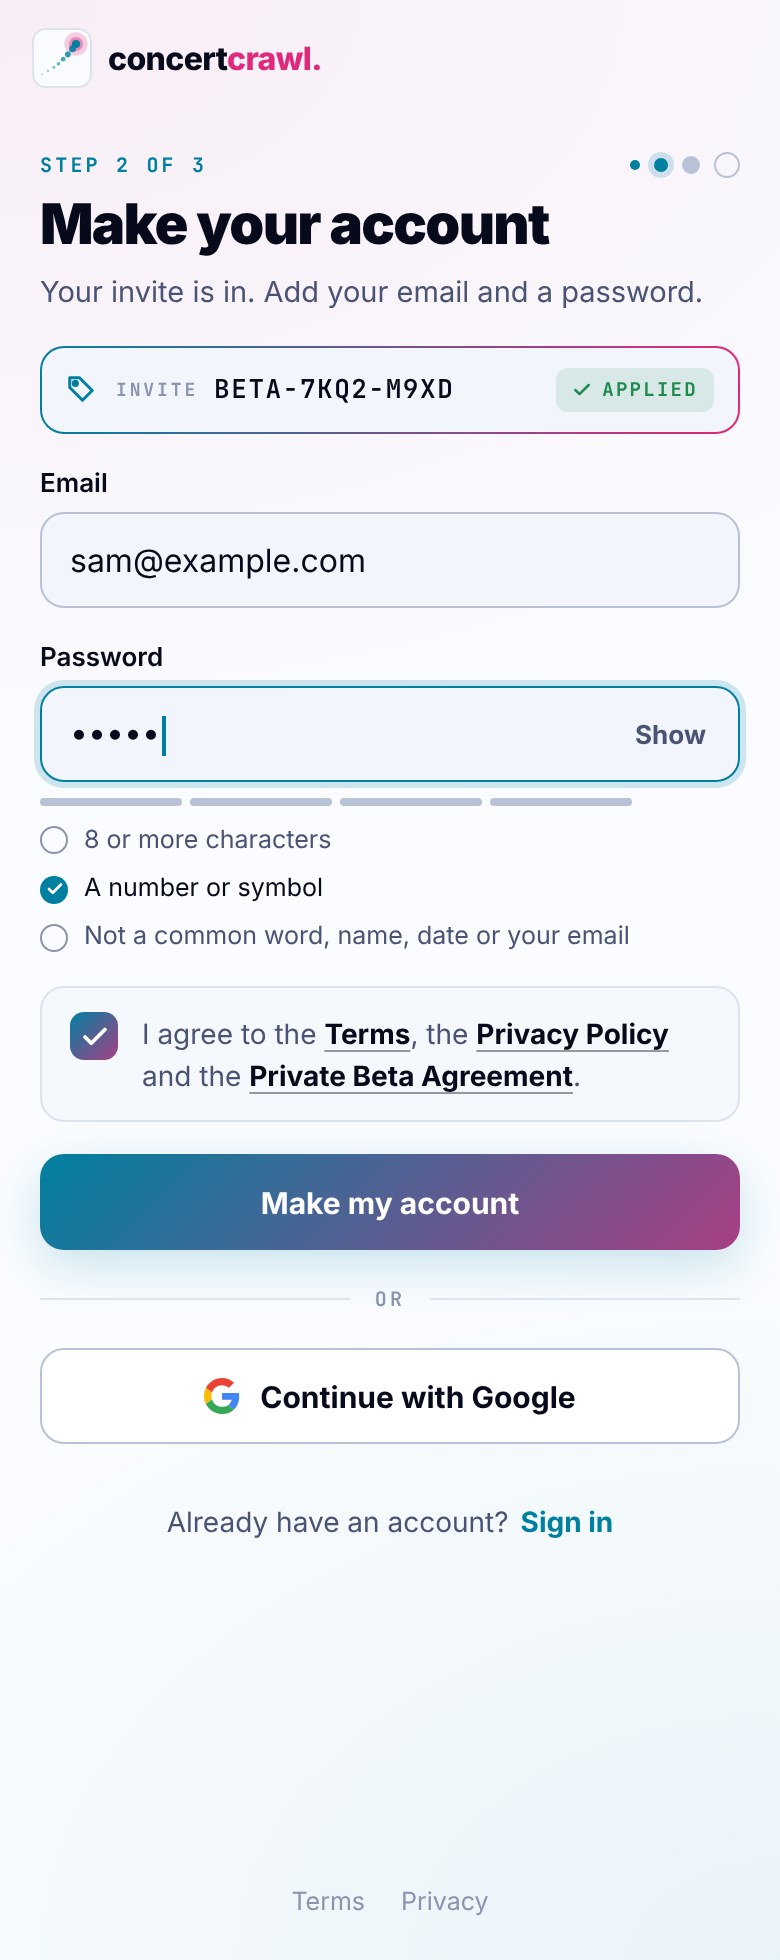 concertcrawl.
STEP 2 OF 3
Make your account
Your invite is in. Add your email and a password.
INVITE BETA-7KQ2-M9XD APPLIED
Email
sam@example.com
Password
Show
8 or more characters
A number or symbol
Not a common word, name, date or your email
I agree to the Terms, the Privacy Policy
and the Private Beta Agreement.
Make my account
OR
Continue with Google
Already have an account? Sign in
Terms Privacy